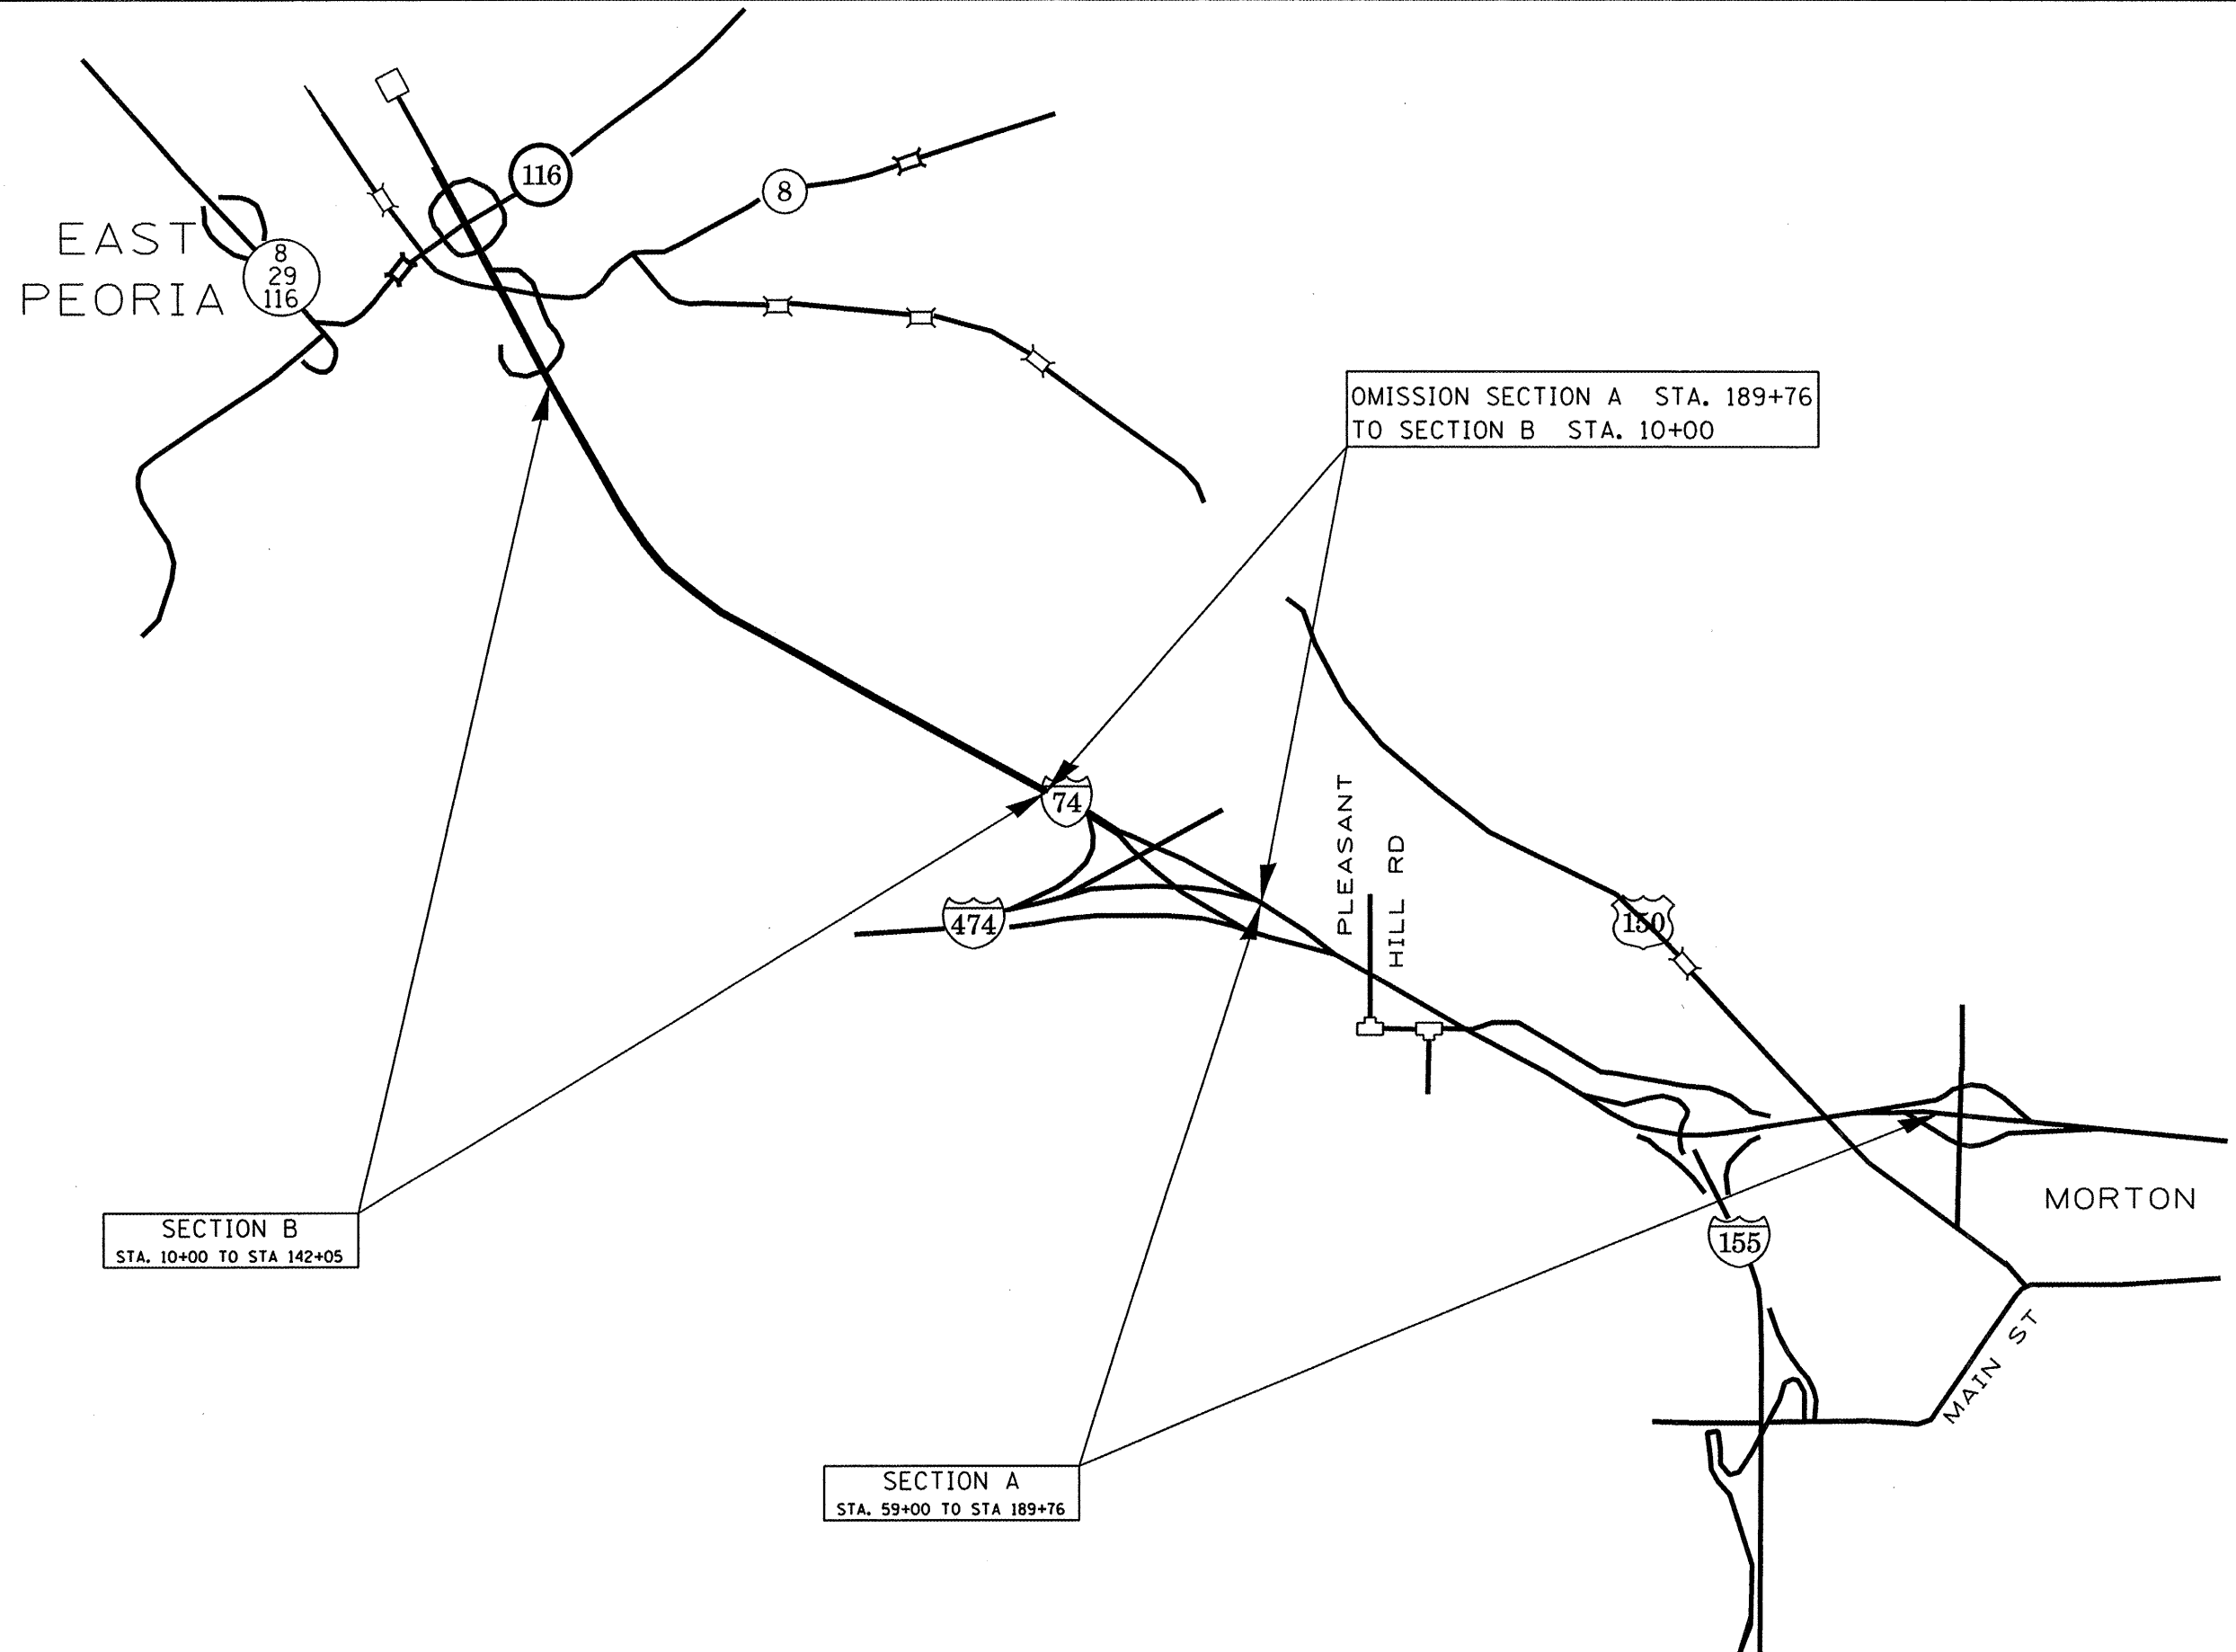 116
8
EAST
PEORIA
8
29
116
OMISSION SECTION A STA. 189+76
TO SECTION B STA. 10+00
74
PLEASANT
HILL RD
474
150
MORTON
SECTION B
STA. 10+00 TO STA 142+05
155
MAIN ST
SECTION A
STA. 59+00 TO STA 189+76